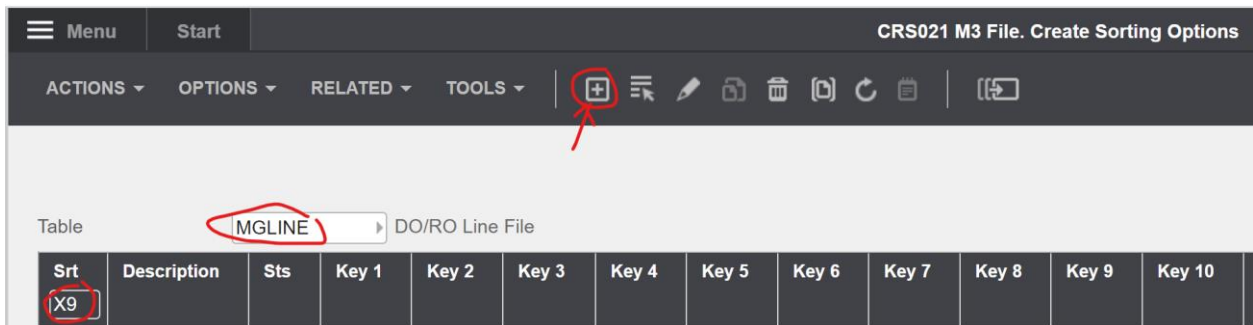 Menu Start CRS021 M3 File. Create Sorting Options
ACTIONS OPTIONS RELATED TOOLS
Table MGLINE DO/RO Line File
Srt Description Sts Key 1 Key 2 Key 3 Key 4 Key 5 Key 6 Key 7 Key 8 Key 9 Key 10
X9